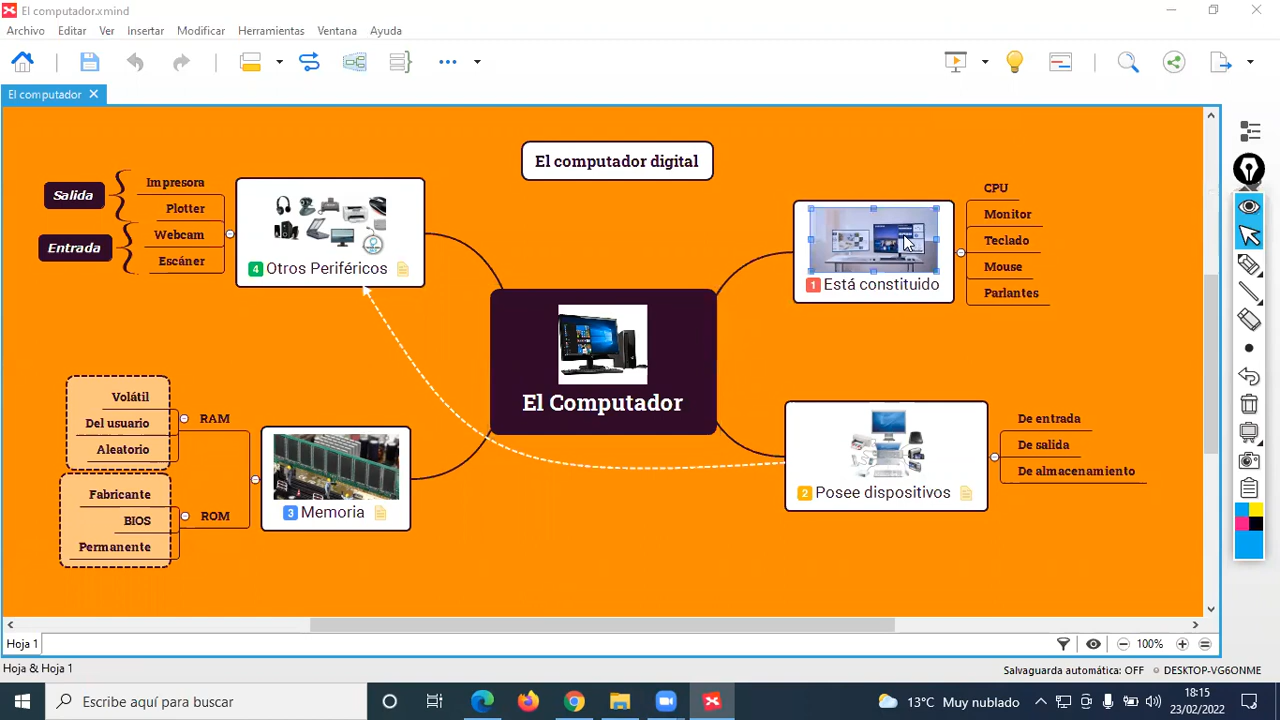 El computador.xmind
Archivo Editar Ver Insertar Modificar Herramientas Ventana Ayuda
El computador
El computador digital
Salida
Impresora
Plotter
Entrada
Webcam
Escáner
4 Otros Periféricos
1 Está constituido
CPU
Monitor
Teclado
Mouse
Parlantes
El Computador
Volátil
Del usuario
Aleatorio
RAM
Fabricante
BIOS
Permanente
ROM
3 Memoria
2 Posee dispositivos
De entrada
De salida
De almacenamiento
Hoja 1
100%
Hoja & Hoja 1
Salvaguarda automática: OFF
DESKTOP-VG6ONME
Escribe aquí para buscar
13°C Muy nublado
18:15
23/02/2022